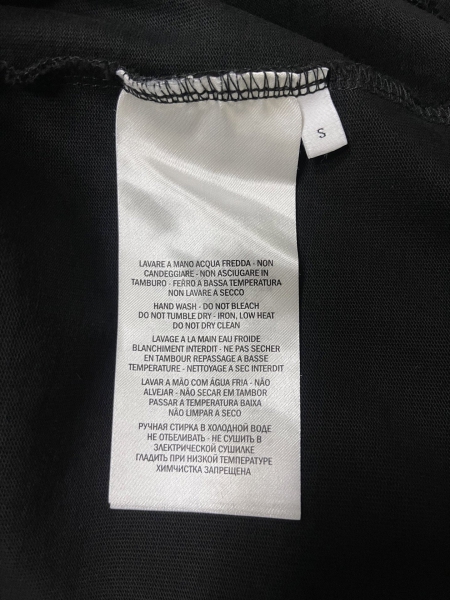 S
LAVARE A MANO ACQUA FREDDA - NON
CANDEGGIARE - NON ASCIUGARE IN
TAMBURO - FERRO A BASSA TEMPERATURA
NON LAVARE A SECCO
HAND WASH - DO NOT BLEACH
DO NOT TUMBLE DRY - IRON, LOW HEAT
DO NOT DRY CLEAN
LAVAGE A LA MAIN EAU FROIDE
BLANCHIMENT INTERDIT - NE PAS SECHER
EN TAMBOUR REPASSAGE A BASSE
TEMPERATURE - NETTOYAGE A SEC INTERDIT
LAVAR A MÃO COM ÁGUA FRIA - NÃO
ALVEJAR - NÃO SECAR EM TAMBOR
PASSAR A TEMPERATURA BAIXA
NÃO LIMPAR A SECO
РУЧНАЯ СТИРКА В ХОЛОДНОЙ ВОДЕ
НЕ ОТБЕЛИВАТЬ - НЕ СУШИТЬ В
ЭЛЕКТРИЧЕСКОЙ СУШИЛКЕ
ГЛАДИТЬ ПРИ НИЗКОЙ ТЕМПЕРАТУРЕ
ХИМЧИСТКА ЗАПРЕЩЕНА